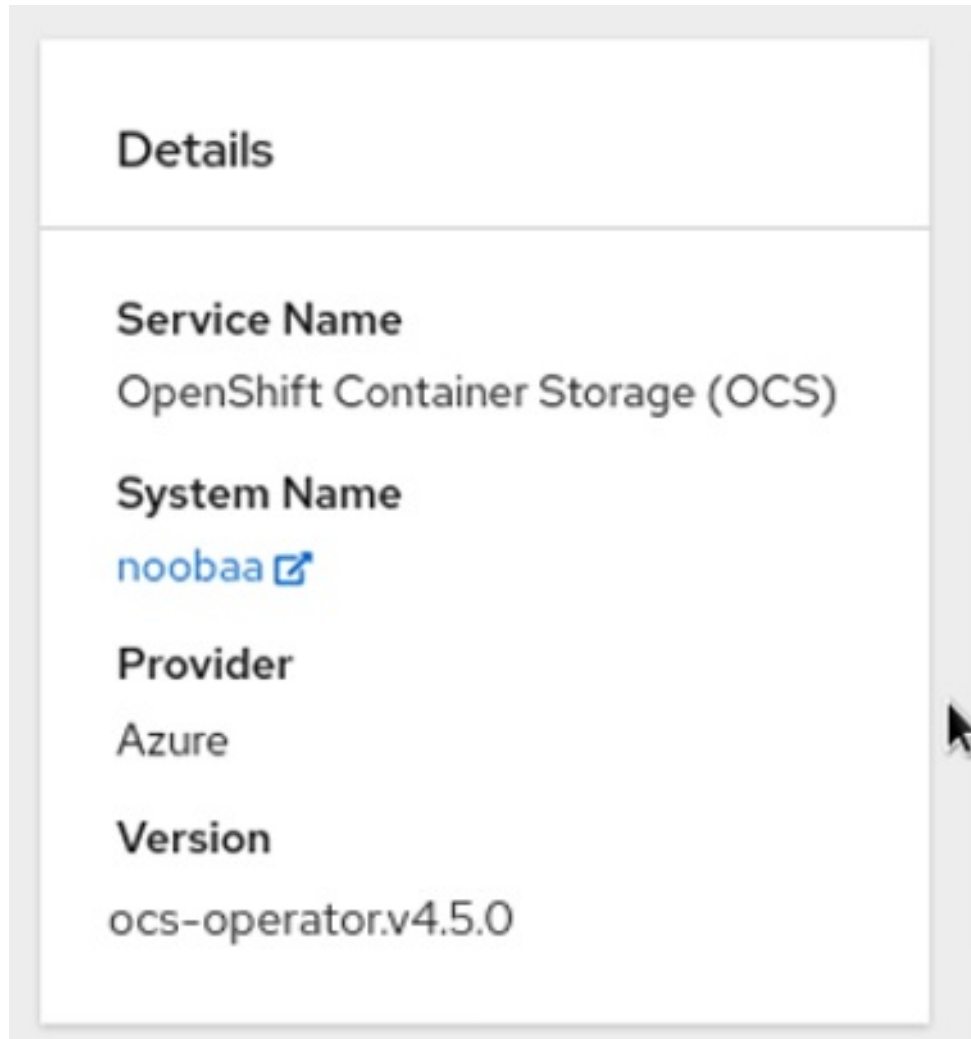 Details
Service Name
OpenShift Container Storage (OCS)
System Name
noobaa
Provider
Azure
Version
ocs-operator.v4.5.0